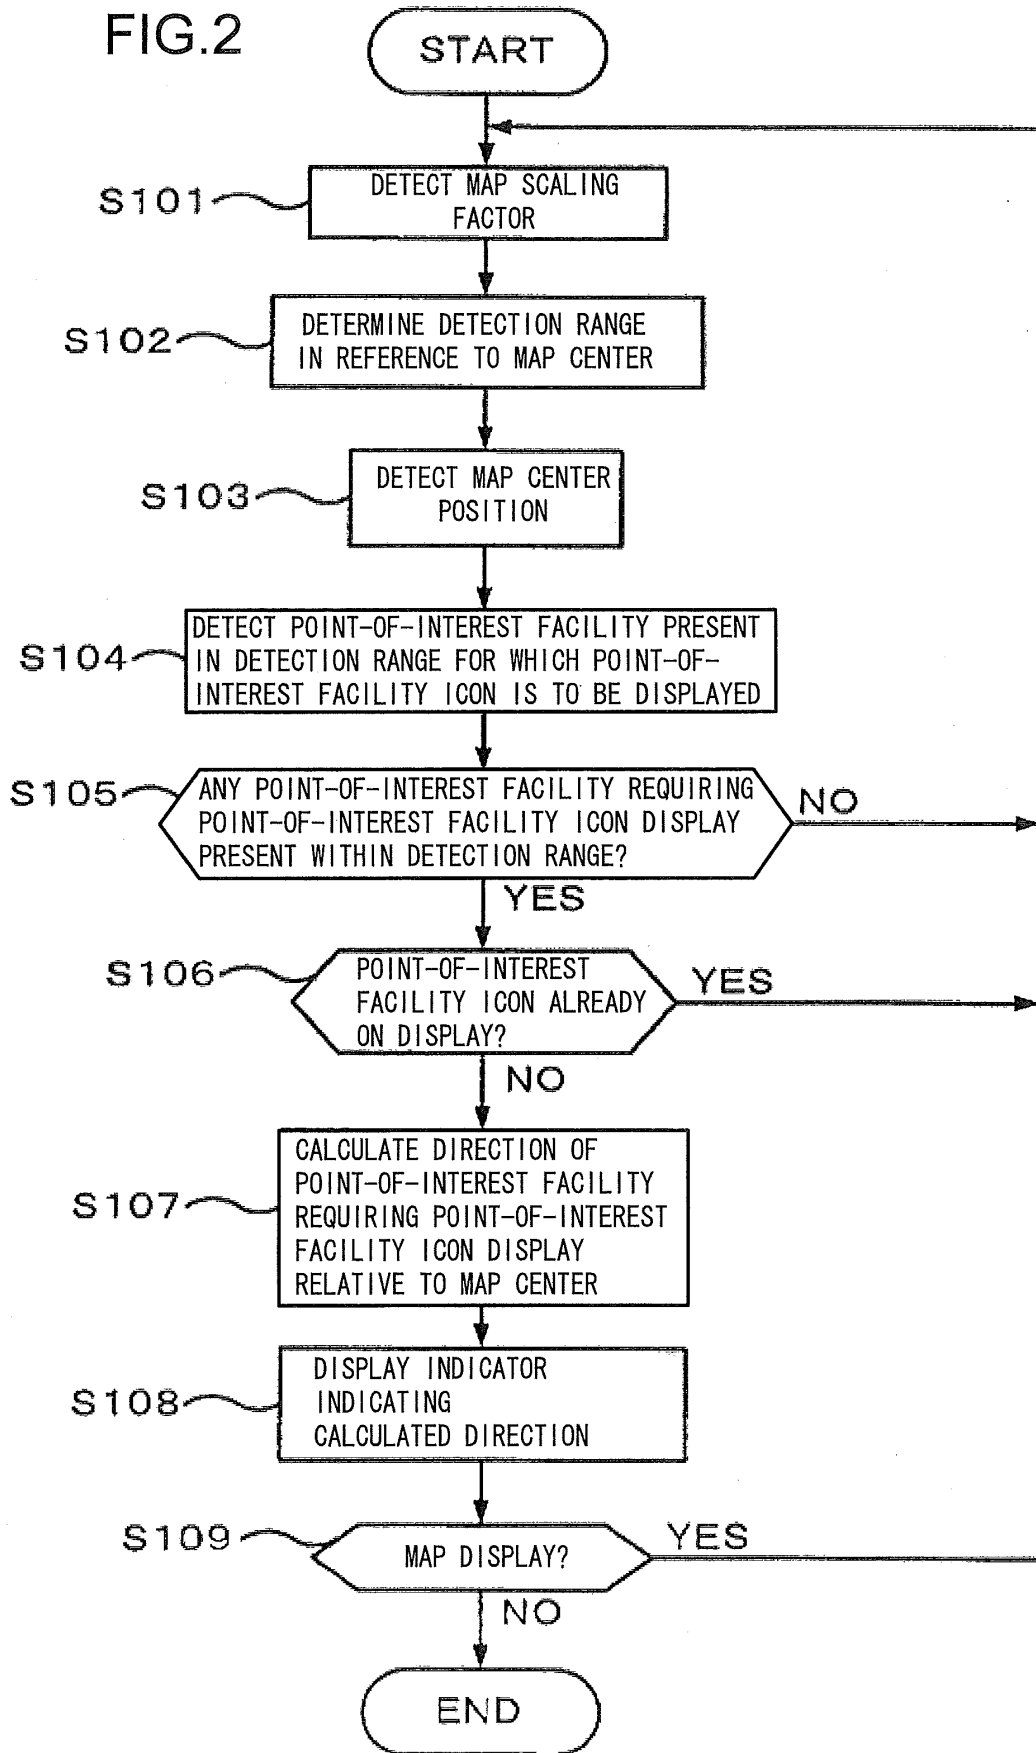 FIG.2
START
S101
DETECT MAP SCALING
FACTOR
S102
DETERMINE DETECTION RANGE
IN REFERENCE TO MAP CENTER
S103
DETECT MAP CENTER
POSITION
S104
DETECT POINT-OF-INTEREST FACILITY PRESENT
IN DETECTION RANGE FOR WHICH POINT-OF-
INTEREST FACILITY ICON IS TO BE DISPLAYED
S105
ANY POINT-OF-INTEREST FACILITY REQUIRING
POINT-OF-INTEREST FACILITY ICON DISPLAY
PRESENT WITHIN DETECTION RANGE?
NO
YES
S106
POINT-OF-INTEREST
FACILITY ICON ALREADY
ON DISPLAY?
YES
NO
S107
CALCULATE DIRECTION OF
POINT-OF-INTEREST FACILITY
REQUIRING POINT-OF-INTEREST
FACILITY ICON DISPLAY
RELATIVE TO MAP CENTER
S108
DISPLAY INDICATOR
INDICATING
CALCULATED DIRECTION
S109
MAP DISPLAY?
YES
NO
END